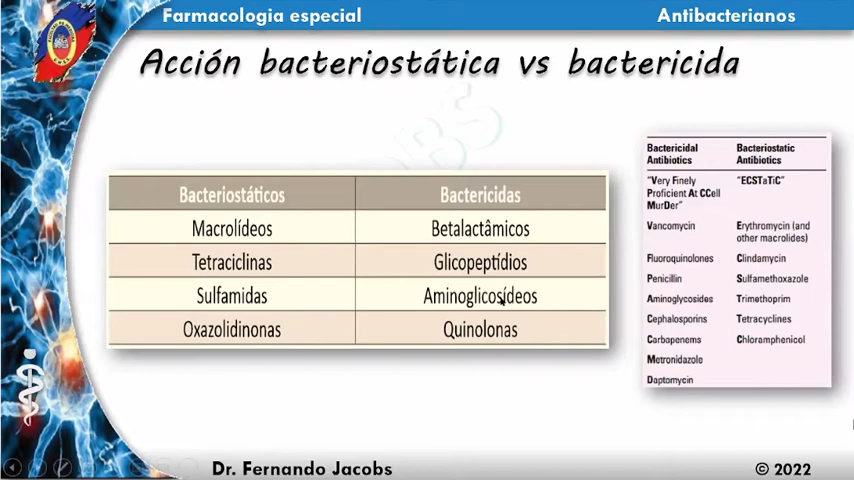 Farmacologia especial
Antibacterianos
Acción bacteriostática vs bactericida
Bacteriostáticos Bactericidas
Macrolídeos Betalactâmicos
Tetraciclinas Glicopeptídios
Sulfamidas Aminoglicosídeos
Oxazolidinonas Quinolonas
Bactericidal Bacteriostatic
Antibiotics Antibiotics
"Very Finely "ECSTaTiC"
Proficient At CCell
MurDer"
Vancomycin Erythromycin (and
other macrolides)
Fluoroquinolones Clindamycin
Penicillin Sulfamethoxazole
Aminoglycosides Trimethoprim
Cephalosporins Tetracyclines
Carbapenems Chloramphenicol
Metronidazole
Daptomycin
Dr. Fernando Jacobs
© 2022